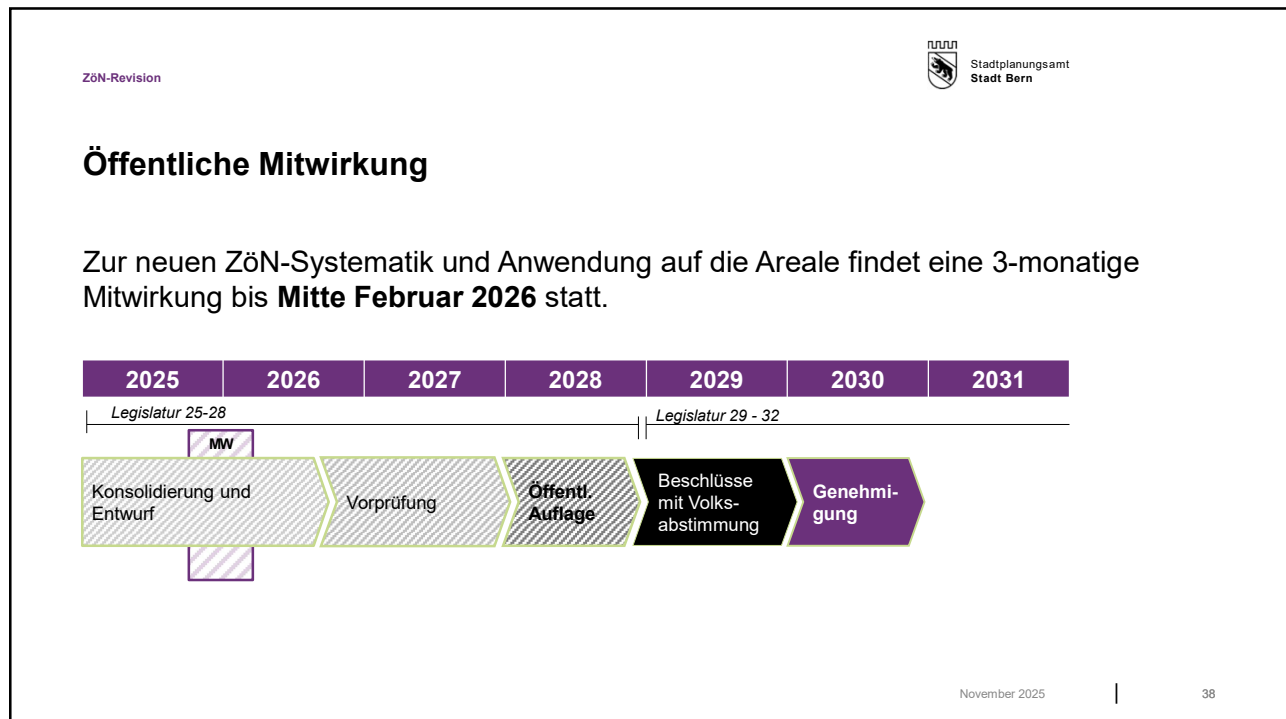 ZöN-Revision
Stadtplanungsamt
Stadt Bern
Öffentliche Mitwirkung
Zur neuen ZöN-Systematik und Anwendung auf die Areale findet eine 3-monatige
Mitwirkung bis Mitte Februar 2026 statt.
2025 2026 2027 2028 2029 2030 2031
Legislatur 25-28 Legislatur 29 - 32
MW
Konsolidierung und
Entwurf
Vorprüfung
Öffentl.
Auflage
Beschlüsse
mit Volks-
abstimmung
Genehmi-
gung
November 2025 38